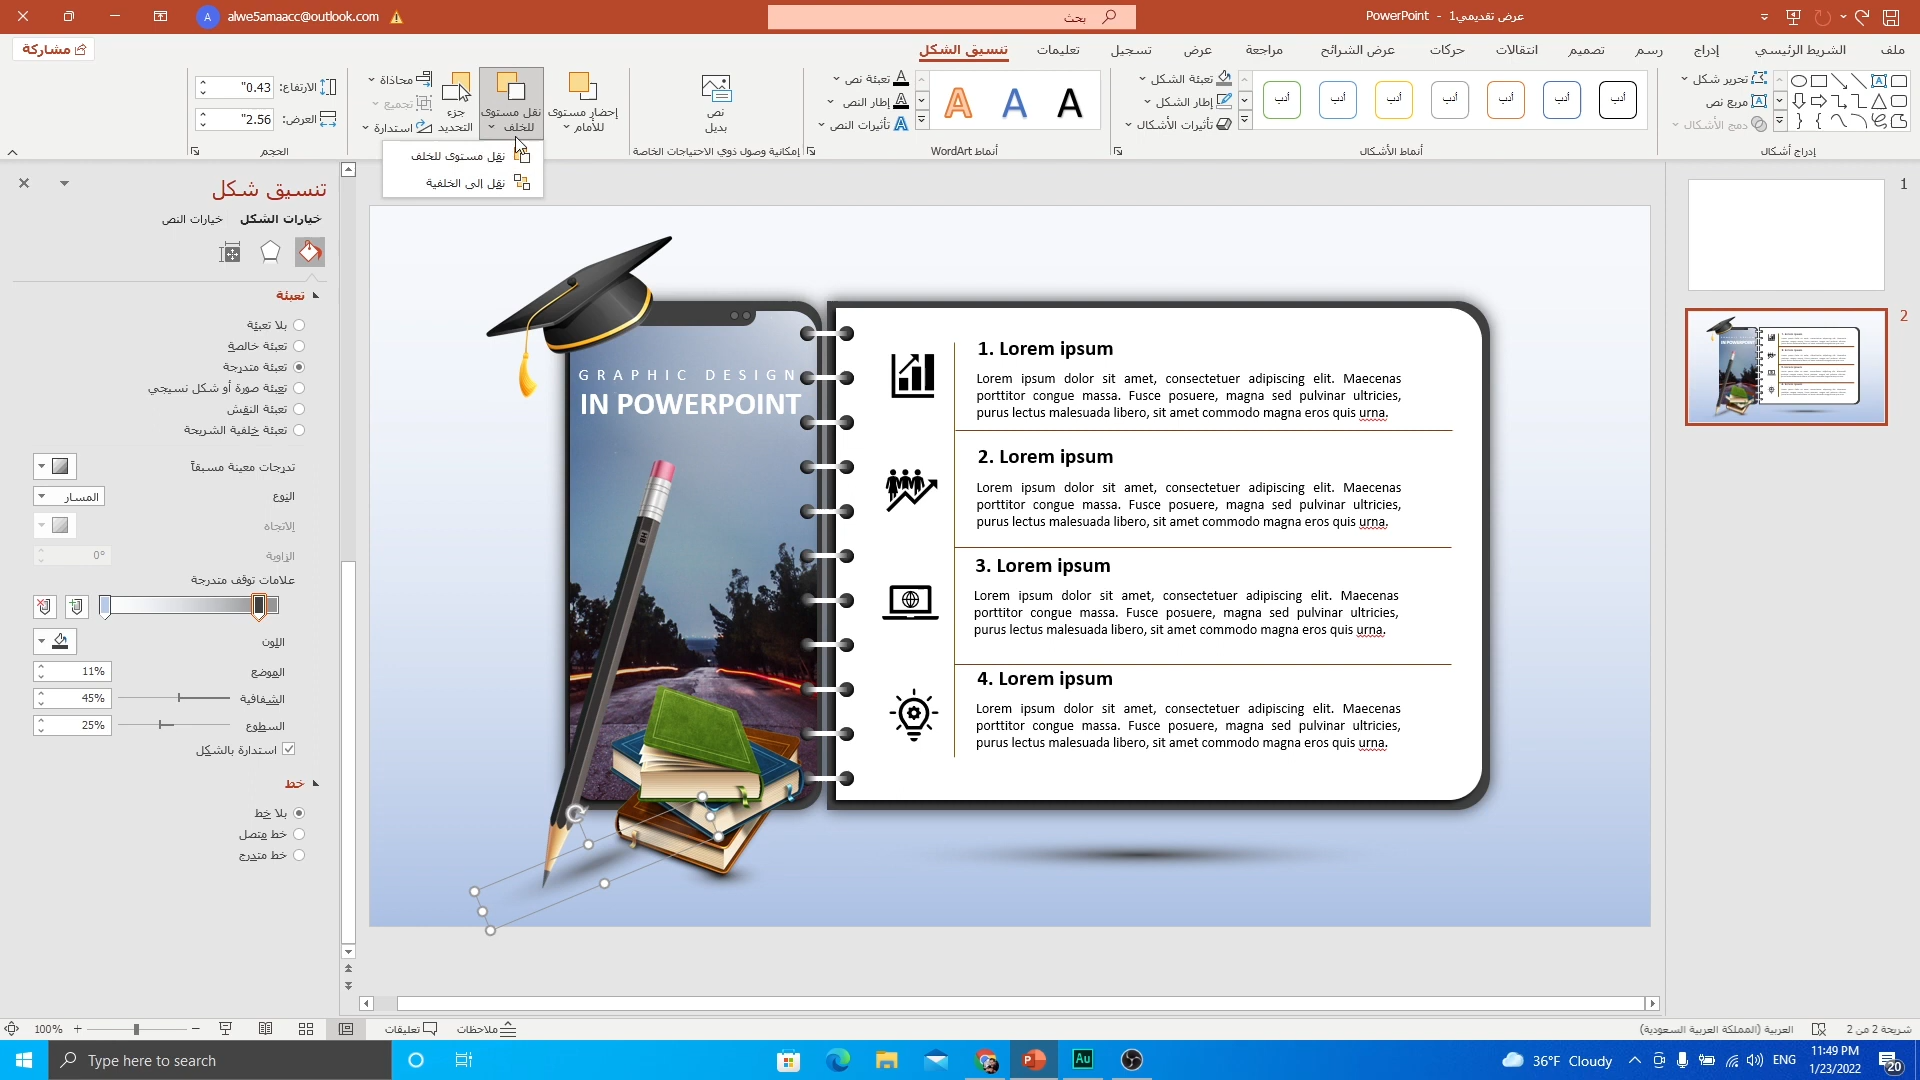 عرض تقديمي1 - PowerPoint
بحث
alwe5amaacc@outlook.com
A
ملف
الشريط الرئيسي
إدراج
رسم
تصميم
انتقالات
حركات
عرض الشرائح
مراجعة
عرض
تسجيل
تعليمات
تنسيق الشكل
مشاركة
تحرير شكل
مربع نص
دمج الأشكال
إدراج أشكال
أدب
أدب
أدب
أدب
أدب
أدب
أدب
تعبئة الشكل
إطار الشكل
تأثيرات الأشكال
أنماط الأشكال
A A A
تعبئة نص
إطار النص
تأثيرات النص
أنماط WordArt
نص
بديل
إمكانية وصول ذوي الاحتياجات الخاصة
إحضار مستوى
للأمام
نقل مستوى
للخلف
جزء
التحديد
محاذاة
تجميع
استدارة
نقل مستوى للخلف
نقل إلى الخلفية
الارتفاع: 0.43"
العرض: 2.56"
الحجم
تنسيق شكل
خيارات الشكل
خيارات النص
تعبئة
بلا تعبئة
تعبئة خالصة
تعبئة متدرجة
تعبئة صورة أو شكل نسيجي
تعبئة النقش
تعبئة خلفية الشريحة
تدرجات معينة مسبقاً
النوع
المسار
الاتجاه
الزاوية
0°
علامات توقف متدرجة
اللون
الموضع
11%
الشفافية
45%
السطوع
25%
استدارة بالشكل
خط
بلا خط
خط متصل
خط متدرج
GRAPHIC DESIGN
IN POWERPOINT
HB
1. Lorem ipsum
Lorem ipsum dolor sit amet, consectetuer adipiscing elit. Maecenas
porttitor congue massa. Fusce posuere, magna sed pulvinar ultricies,
purus lectus malesuada libero, sit amet commodo magna eros quis urna.
2. Lorem ipsum
Lorem ipsum dolor sit amet, consectetuer adipiscing elit. Maecenas
porttitor congue massa. Fusce posuere, magna sed pulvinar ultricies,
purus lectus malesuada libero, sit amet commodo magna eros quis urna.
3. Lorem ipsum
Lorem ipsum dolor sit amet, consectetuer adipiscing elit. Maecenas
porttitor congue massa. Fusce posuere, magna sed pulvinar ultricies,
purus lectus malesuada libero, sit amet commodo magna eros quis urna.
4. Lorem ipsum
Lorem ipsum dolor sit amet, consectetuer adipiscing elit. Maecenas
porttitor congue massa. Fusce posuere, magna sed pulvinar ultricies,
purus lectus malesuada libero, sit amet commodo magna eros quis urna.
1
2
شريحة 2 من 2
العربية (المملكة العربية السعودية)
ملاحظات
تعليقات
100%
Type here to search
P
Au
36°F Cloudy
ENG
11:49 PM
1/23/2022
20